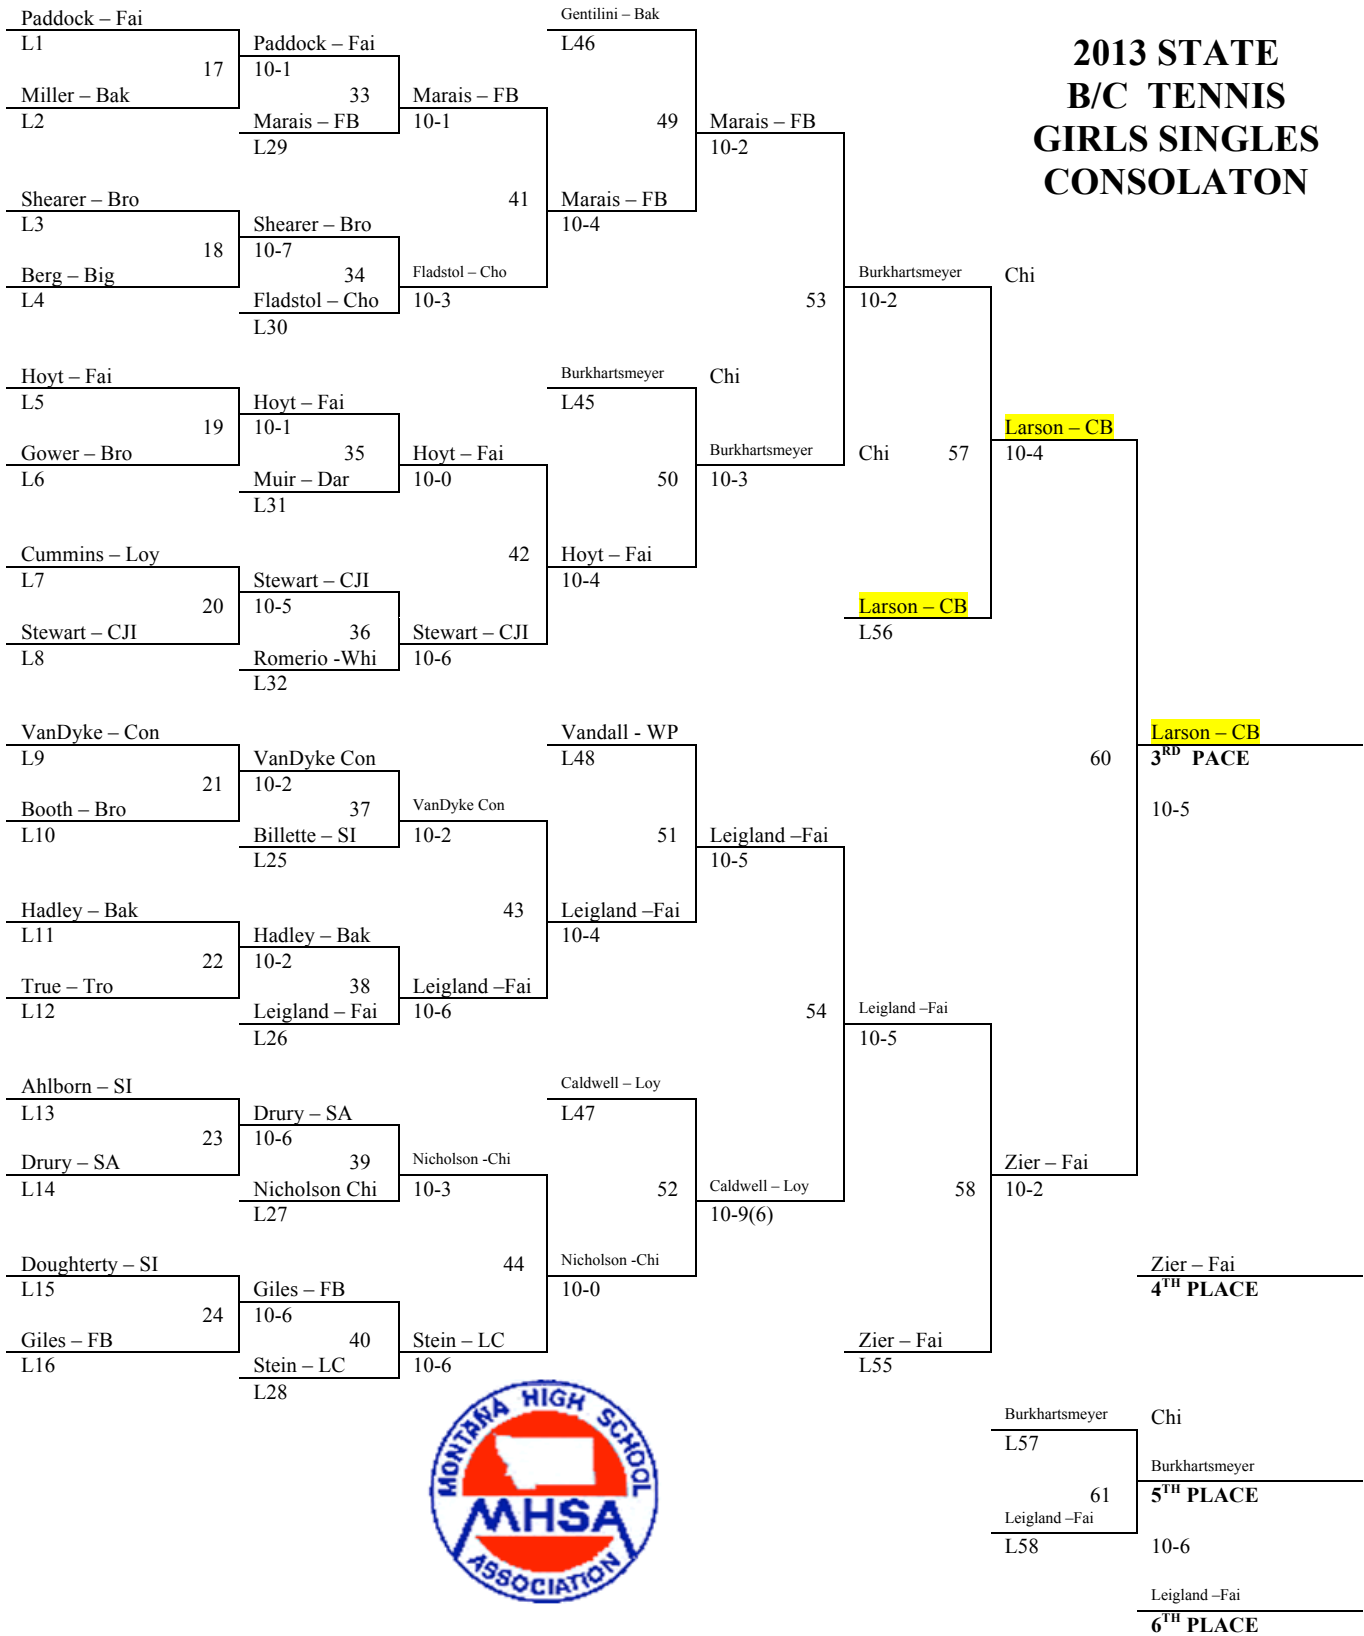 Paddock – Fai
Gentilini – Bak
L1
Paddock – Fai
L46
2013 STATE
B/C TENNIS
GIRLS SINGLES
CONSOLATON
17
10-1
Miller – Bak
33
Marais – FB
L2
Marais – FB
10-1
49
Marais – FB
L29
10-2
Shearer – Bro
41
Marais – FB
L3
Shearer – Bro
10-4
18
10-7
Berg – Big
34
Fladstol – Cho
Burkhartsmeyer
Chi
L4
Fladstol – Cho
10-3
53
10-2
L30
Hoyt – Fai
Burkhartsmeyer
Chi
L5
Hoyt – Fai
L45
19
10-1
Larson – CB
Gower – Bro
35
Hoyt – Fai
Burkhartsmeyer
Chi
57
10-4
L6
Muir – Dar
10-0
50
10-3
L31
Cummins – Loy
42
Hoyt – Fai
L7
Stewart – CJI
10-4
20
10-5
Larson – CB
Stewart – CJI
36
Stewart – CJI
L56
L8
Romerio -Whi
10-6
L32
VanDyke – Con
Vandall - WP
Larson – CB
L9
VanDyke Con
L48
60
3RD PACE
21
10-2
Booth – Bro
37
VanDyke Con
10-5
L10
Billette – SI
10-2
51
Leigland –Fai
L25
10-5
Hadley – Bak
43
Leigland –Fai
L11
Hadley – Bak
10-4
22
10-2
True – Tro
38
Leigland –Fai
L12
Leigland – Fai
10-6
54
Leigland –Fai
L26
10-5
Ahlborn – SI
Caldwell – Loy
L13
Drury – SA
L47
23
10-6
Drury – SA
39
Nicholson -Chi
Zier – Fai
L14
Nicholson Chi
10-3
52
Caldwell – Loy
58
10-2
L27
10-9(6)
Doughterty – SI
44
Nicholson -Chi
Zier – Fai
L15
Giles – FB
10-0
4TH PLACE
24
10-6
Giles – FB
40
Stein – LC
Zier – Fai
L16
Stein – LC
10-6
L55
L28
MONTANA HIGH SCHOOL
MHSA
ASSOCIATION
Burkhartsmeyer
Chi
L57
Burkhartsmeyer
61
5TH PLACE
Leigland –Fai
L58
10-6
Leigland –Fai
6TH PLACE